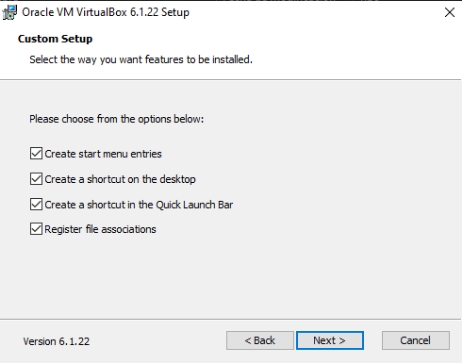 Oracle VM VirtualBox 6.1.22 Setup
Custom Setup
Select the way you want features to be installed.
Please choose from the options below:
Create start menu entries
Create a shortcut on the desktop
Create a shortcut in the Quick Launch Bar
Register file associations
Version 6.1.22
< Back
Next >
Cancel